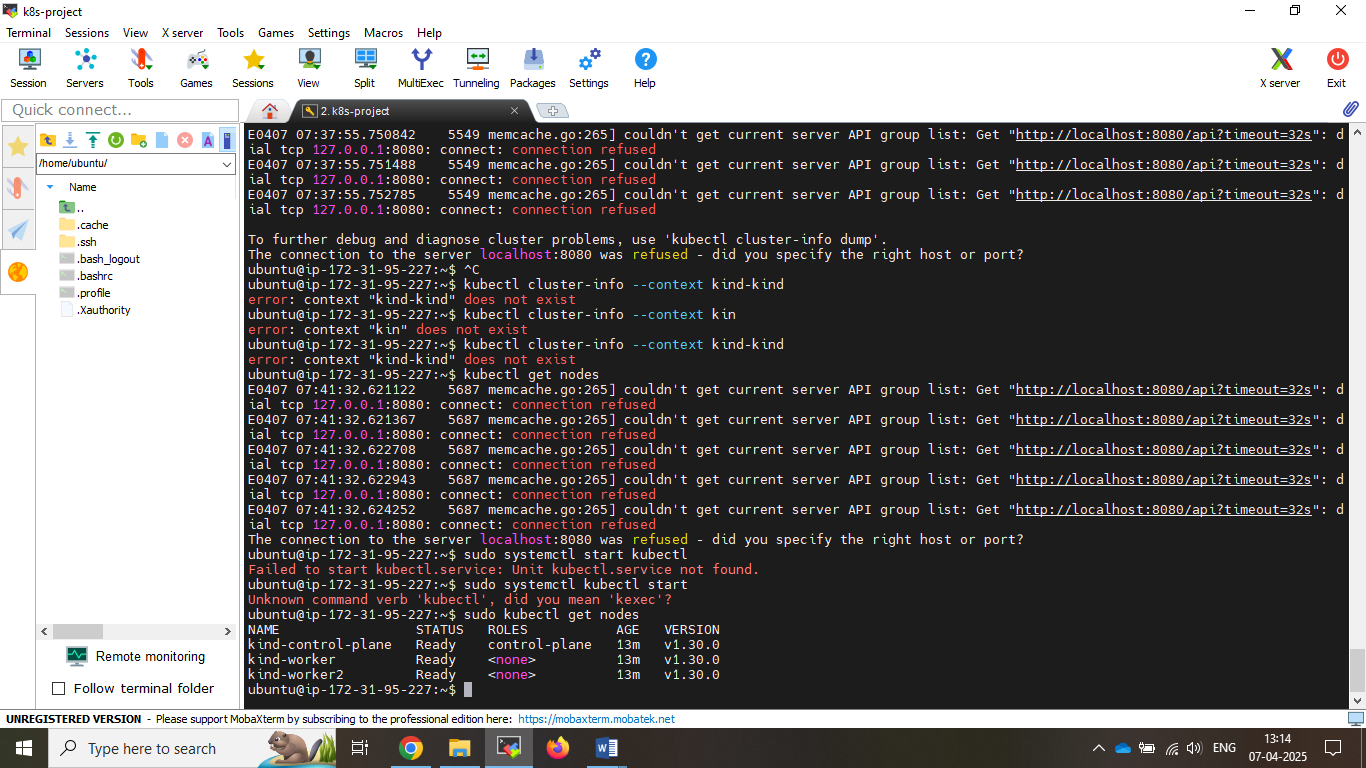 k8s-project
Terminal Sessions View X server Tools Games Settings Macros Help
Session Servers Tools Games Sessions View Split MultiExec Tunneling Packages Settings Help X server Exit
Quick connect...
2. k8s-project
/home/ubuntu/
Name
..
.cache
.ssh
.bash_logout
.bashrc
.profile
.Xauthority
Remote monitoring
Follow terminal folder
E0407 07:37:55.750842    5549 memcache.go:265] couldn't get current server API group list: Get "http://localhost:8080/api?timeout=32s": d
ial tcp 127.0.0.1:8080: connect: connection refused
E0407 07:37:55.751488    5549 memcache.go:265] couldn't get current server API group list: Get "http://localhost:8080/api?timeout=32s": d
ial tcp 127.0.0.1:8080: connect: connection refused
E0407 07:37:55.752785    5549 memcache.go:265] couldn't get current server API group list: Get "http://localhost:8080/api?timeout=32s": d
ial tcp 127.0.0.1:8080: connect: connection refused
To further debug and diagnose cluster problems, use 'kubectl cluster-info dump'.
The connection to the server localhost:8080 was refused - did you specify the right host or port?
ubuntu@ip-172-31-95-227:~$ ^C
ubuntu@ip-172-31-95-227:~$ kubectl cluster-info --context kind-kind
error: context "kind-kind" does not exist
ubuntu@ip-172-31-95-227:~$ kubectl cluster-info --context kin
error: context "kin" does not exist
ubuntu@ip-172-31-95-227:~$ kubectl cluster-info --context kind-kind
error: context "kind-kind" does not exist
ubuntu@ip-172-31-95-227:~$ kubectl get nodes
E0407 07:41:32.621122    5687 memcache.go:265] couldn't get current server API group list: Get "http://localhost:8080/api?timeout=32s": d
ial tcp 127.0.0.1:8080: connect: connection refused
E0407 07:41:32.621367    5687 memcache.go:265] couldn't get current server API group list: Get "http://localhost:8080/api?timeout=32s": d
ial tcp 127.0.0.1:8080: connect: connection refused
E0407 07:41:32.622708    5687 memcache.go:265] couldn't get current server API group list: Get "http://localhost:8080/api?timeout=32s": d
ial tcp 127.0.0.1:8080: connect: connection refused
E0407 07:41:32.622943    5687 memcache.go:265] couldn't get current server API group list: Get "http://localhost:8080/api?timeout=32s": d
ial tcp 127.0.0.1:8080: connect: connection refused
E0407 07:41:32.624252    5687 memcache.go:265] couldn't get current server API group list: Get "http://localhost:8080/api?timeout=32s": d
ial tcp 127.0.0.1:8080: connect: connection refused
The connection to the server localhost:8080 was refused - did you specify the right host or port?
ubuntu@ip-172-31-95-227:~$ sudo systemctl start kubectl
Failed to start kubectl.service: Unit kubectl.service not found.
ubuntu@ip-172-31-95-227:~$ sudo systemctl kubectl start
Unknown command verb 'kubectl', did you mean 'kexec'?
ubuntu@ip-172-31-95-227:~$ sudo kubectl get nodes
NAME                 STATUS   ROLES           AGE   VERSION
kind-control-plane   Ready    control-plane   13m   v1.30.0
kind-worker          Ready    <none>          13m   v1.30.0
kind-worker2         Ready    <none>          13m   v1.30.0
ubuntu@ip-172-31-95-227:~$
UNREGISTERED VERSION - Please support MobaXterm by subscribing to the professional edition here: https://mobaxterm.mobatek.net
Type here to search
ENG
13:14
07-04-2025